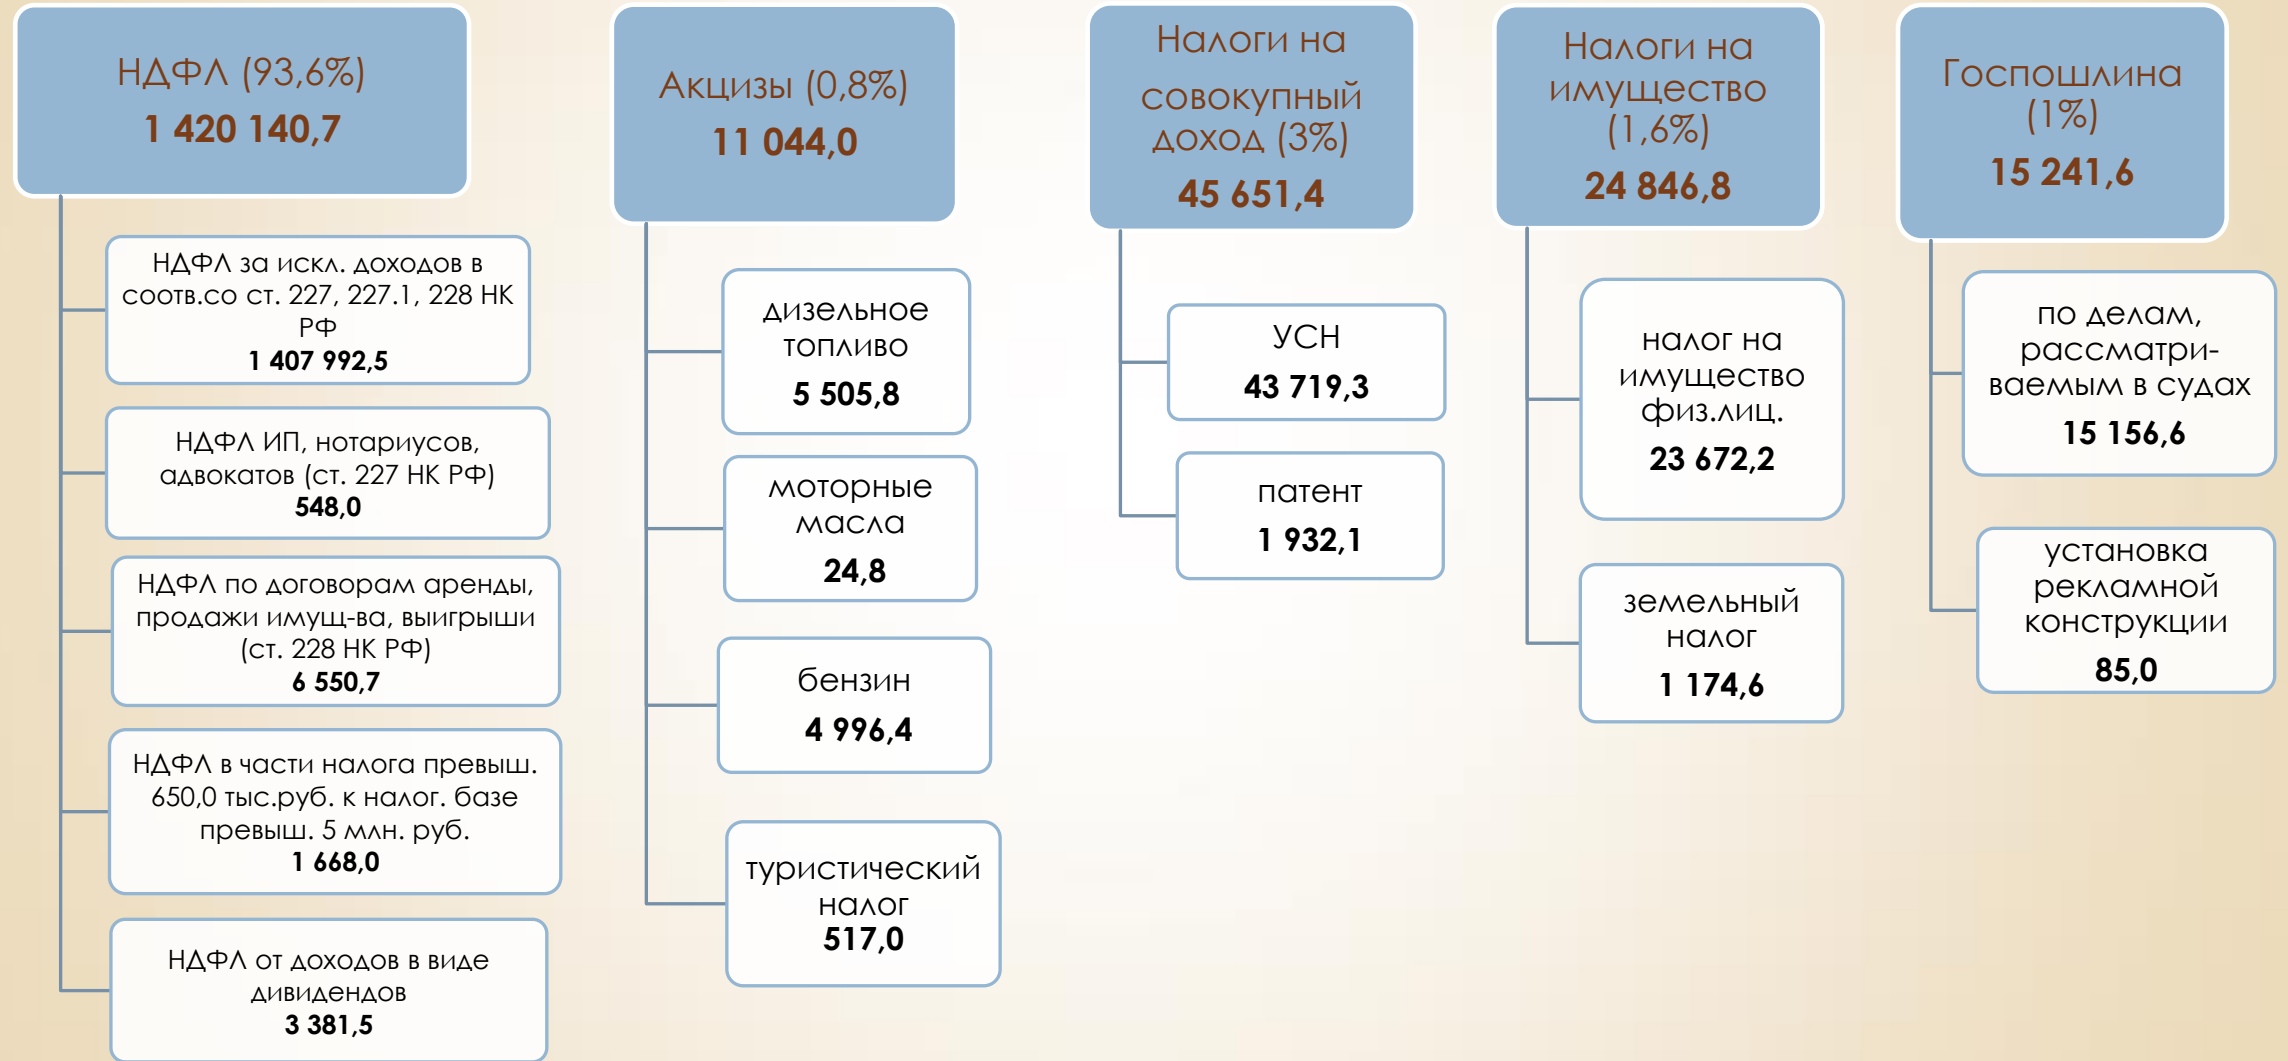 НДФЛ (93,6%)
1 420 140,7
НДФЛ за искл. доходов в
соотв.со ст. 227, 227.1, 228 НК
РФ
1 407 992,5
НДФЛ ИП, нотариусов,
адвокатов (ст. 227 НК РФ)
548,0
НДФЛ по договорам аренды,
продажи имущ-ва, выигрыши
(ст. 228 НК РФ)
6 550,7
НДФЛ в части налога превыш.
650,0 тыс.руб. к налог. базе
превыш. 5 млн. руб.
1 668,0
НДФЛ от доходов в виде
дивидендов
3 381,5
Акцизы (0,8%)
11 044,0
дизельное
топливо
5 505,8
моторные
масла
24,8
бензин
4 996,4
туристический
налог
517,0
Налоги на
совокупный
доход (3%)
45 651,4
УСН
43 719,3
патент
1 932,1
Налоги на
имущество
(1,6%)
24 846,8
налог на
имущество
физ.лиц.
23 672,2
земельный
налог
1 174,6
Госпошлина
(1%)
15 241,6
по делам,
рассматри-
ваемым в судах
15 156,6
установка
рекламной
конструкции
85,0